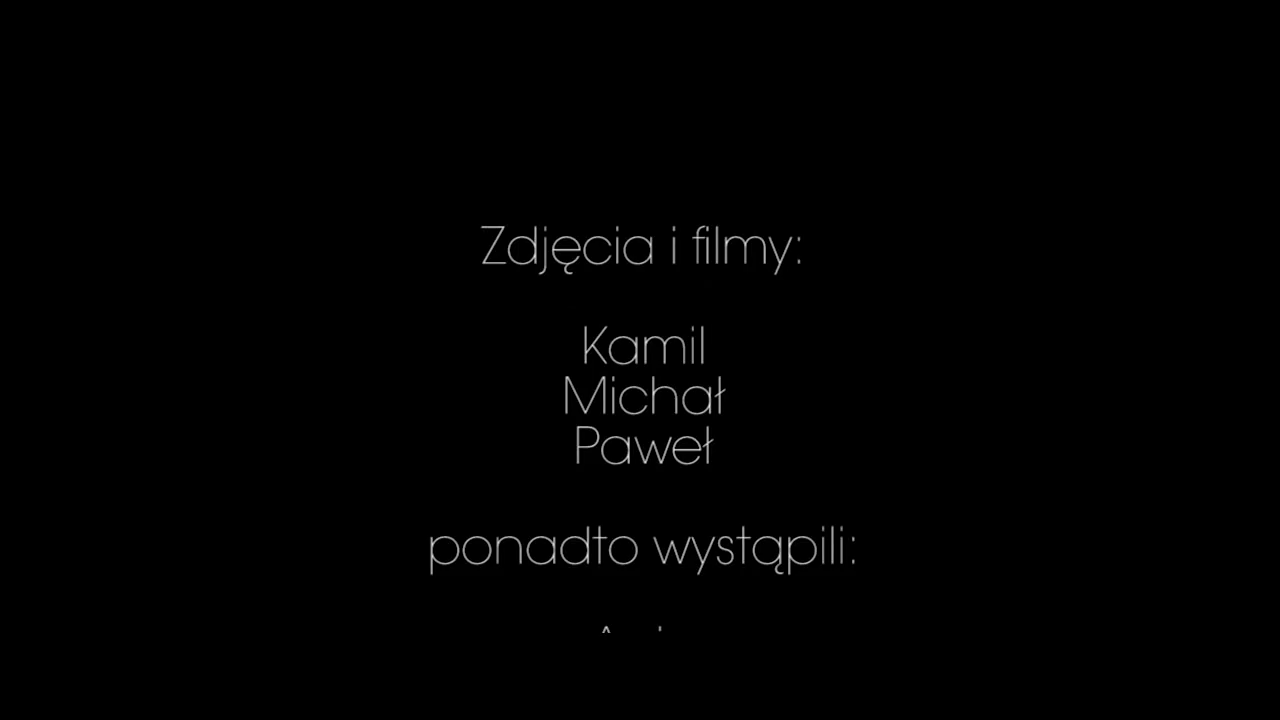 Zdjęcia i filmy:
Kamil
Michał
Paweł
ponadto wystąpili: